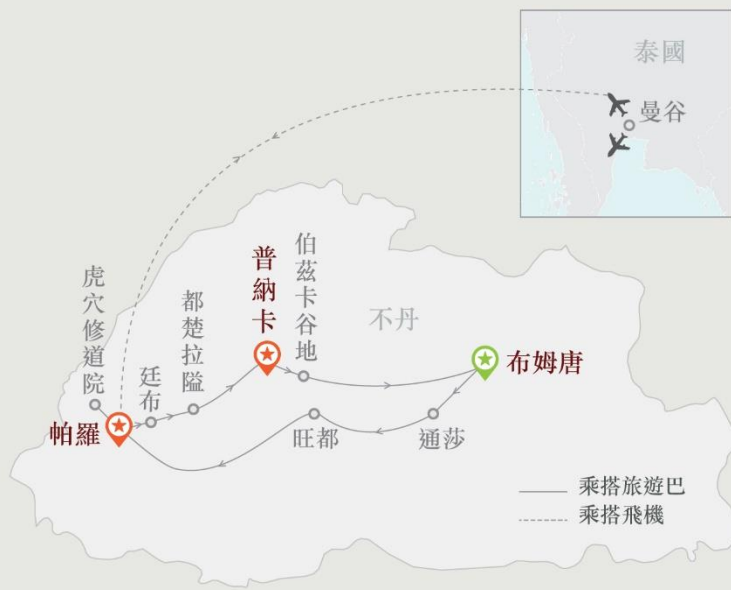 泰國
曼谷
虎穴修道院
廷布
都楚拉隘
普納卡
伯茲卡谷地
不丹
布姆唐
帕羅
旺都
通莎
乘搭旅遊巴
乘搭飛機